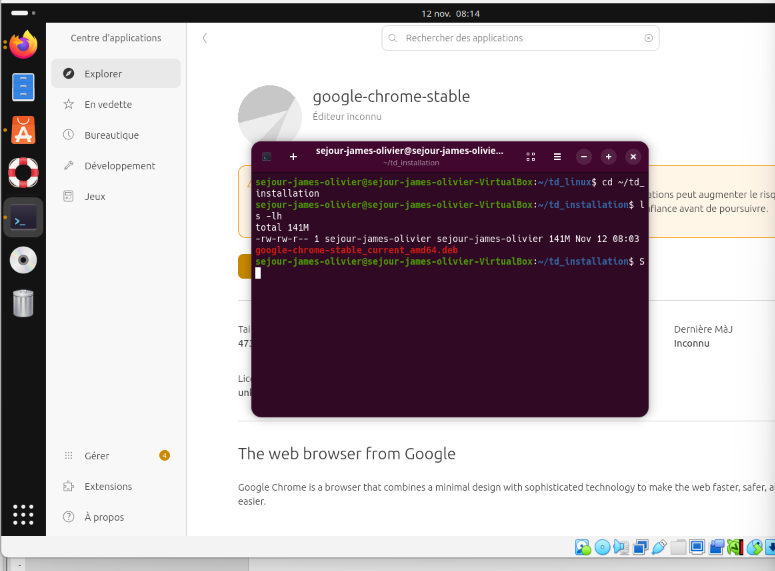 12 nov. 08:14
Centre d'applications
Rechercher des applications
Explorer
En vedette
Bureautique
Développement
Jeux
Gérer
4
Extensions
À propos
google-chrome-stable
Éditeur inconnu
ations peut augmenter le risq
nfiance avant de poursuivre.
sejour-james-olivier@sejour-james-olivie...
~/td_installation
sejour-james-olivier@sejour-james-olivier-VirtualBox:~/td_linux$ cd ~/td_
installation
sejour-james-olivier@sejour-james-olivier-VirtualBox:~/td_installation$ l
s -lh
total 141M
-rw-rw-r-- 1 sejour-james-olivier sejour-james-olivier 141M Nov 12 08:03
google-chrome-stable_current_amd64.deb
sejour-james-olivier@sejour-james-olivier-VirtualBox:~/td_installation$ S
Tai
Dernière MàJ
Inconnu
Lice
The web browser from Google
Google Chrome is a browser that combines a minimal design with sophisticated technology to make the web faster, safer, a
easier.